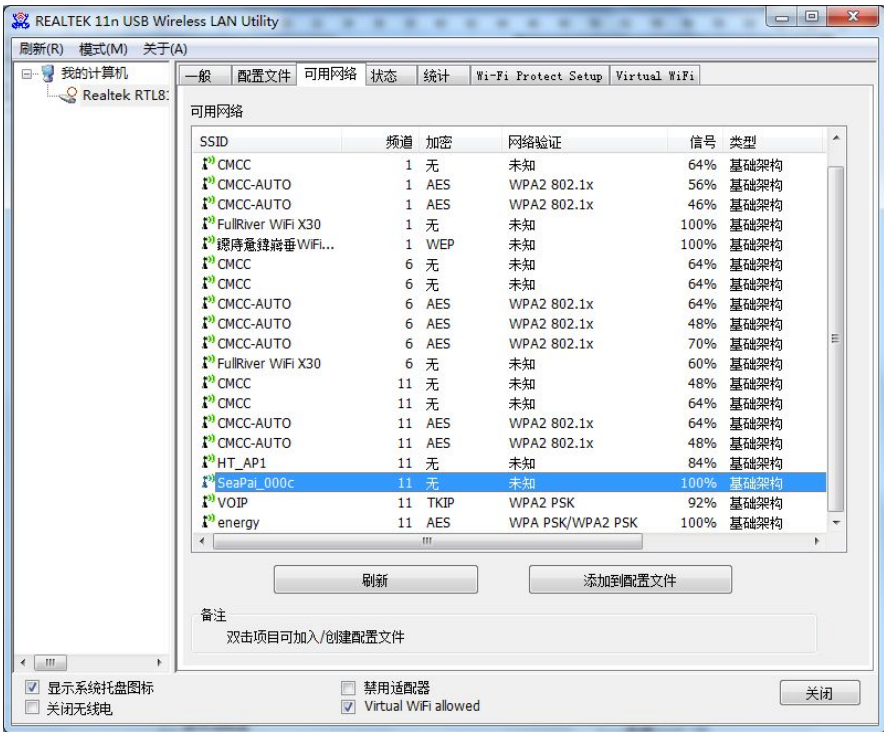 REALTEK 11n USB Wireless LAN Utility
刷新(R) 模式(M) 关于(A)
我的计算机
Realtek RTL81
一般 配置文件 可用网络 状态 统计 Wi-Fi Protect Setup Virtual WiFi
可用网络
SSID 频道 加密 网络验证 信号 类型
CMCC 1 无 未知 64% 基础架构
CMCC-AUTO 1 AES WPA2 802.1x 56% 基础架构
CMCC-AUTO 1 AES WPA2 802.1x 46% 基础架构
FullRiver WiFi X30 1 无 未知 100% 基础架构
WiFi... 1 WEP 未知 100% 基础架构
CMCC 6 无 未知 64% 基础架构
CMCC 6 无 未知 64% 基础架构
CMCC-AUTO 6 AES WPA2 802.1x 64% 基础架构
CMCC-AUTO 6 AES WPA2 802.1x 48% 基础架构
CMCC-AUTO 6 AES WPA2 802.1x 70% 基础架构
FullRiver WiFi X30 6 无 未知 60% 基础架构
CMCC 11 无 未知 48% 基础架构
CMCC 11 无 未知 64% 基础架构
CMCC-AUTO 11 AES WPA2 802.1x 64% 基础架构
CMCC-AUTO 11 AES WPA2 802.1x 48% 基础架构
HT_AP1 11 无 未知 84% 基础架构
SeaPai_000c 11 无 未知 100% 基础架构
VOIP 11 TKIP WPA2 PSK 92% 基础架构
energy 11 AES WPA PSK/WPA2 PSK 100% 基础架构
刷新 添加到配置文件
备注
双击项目可加入/创建配置文件
显示系统托盘图标 禁用适配器
关闭无线电 Virtual WiFi allowed
关闭